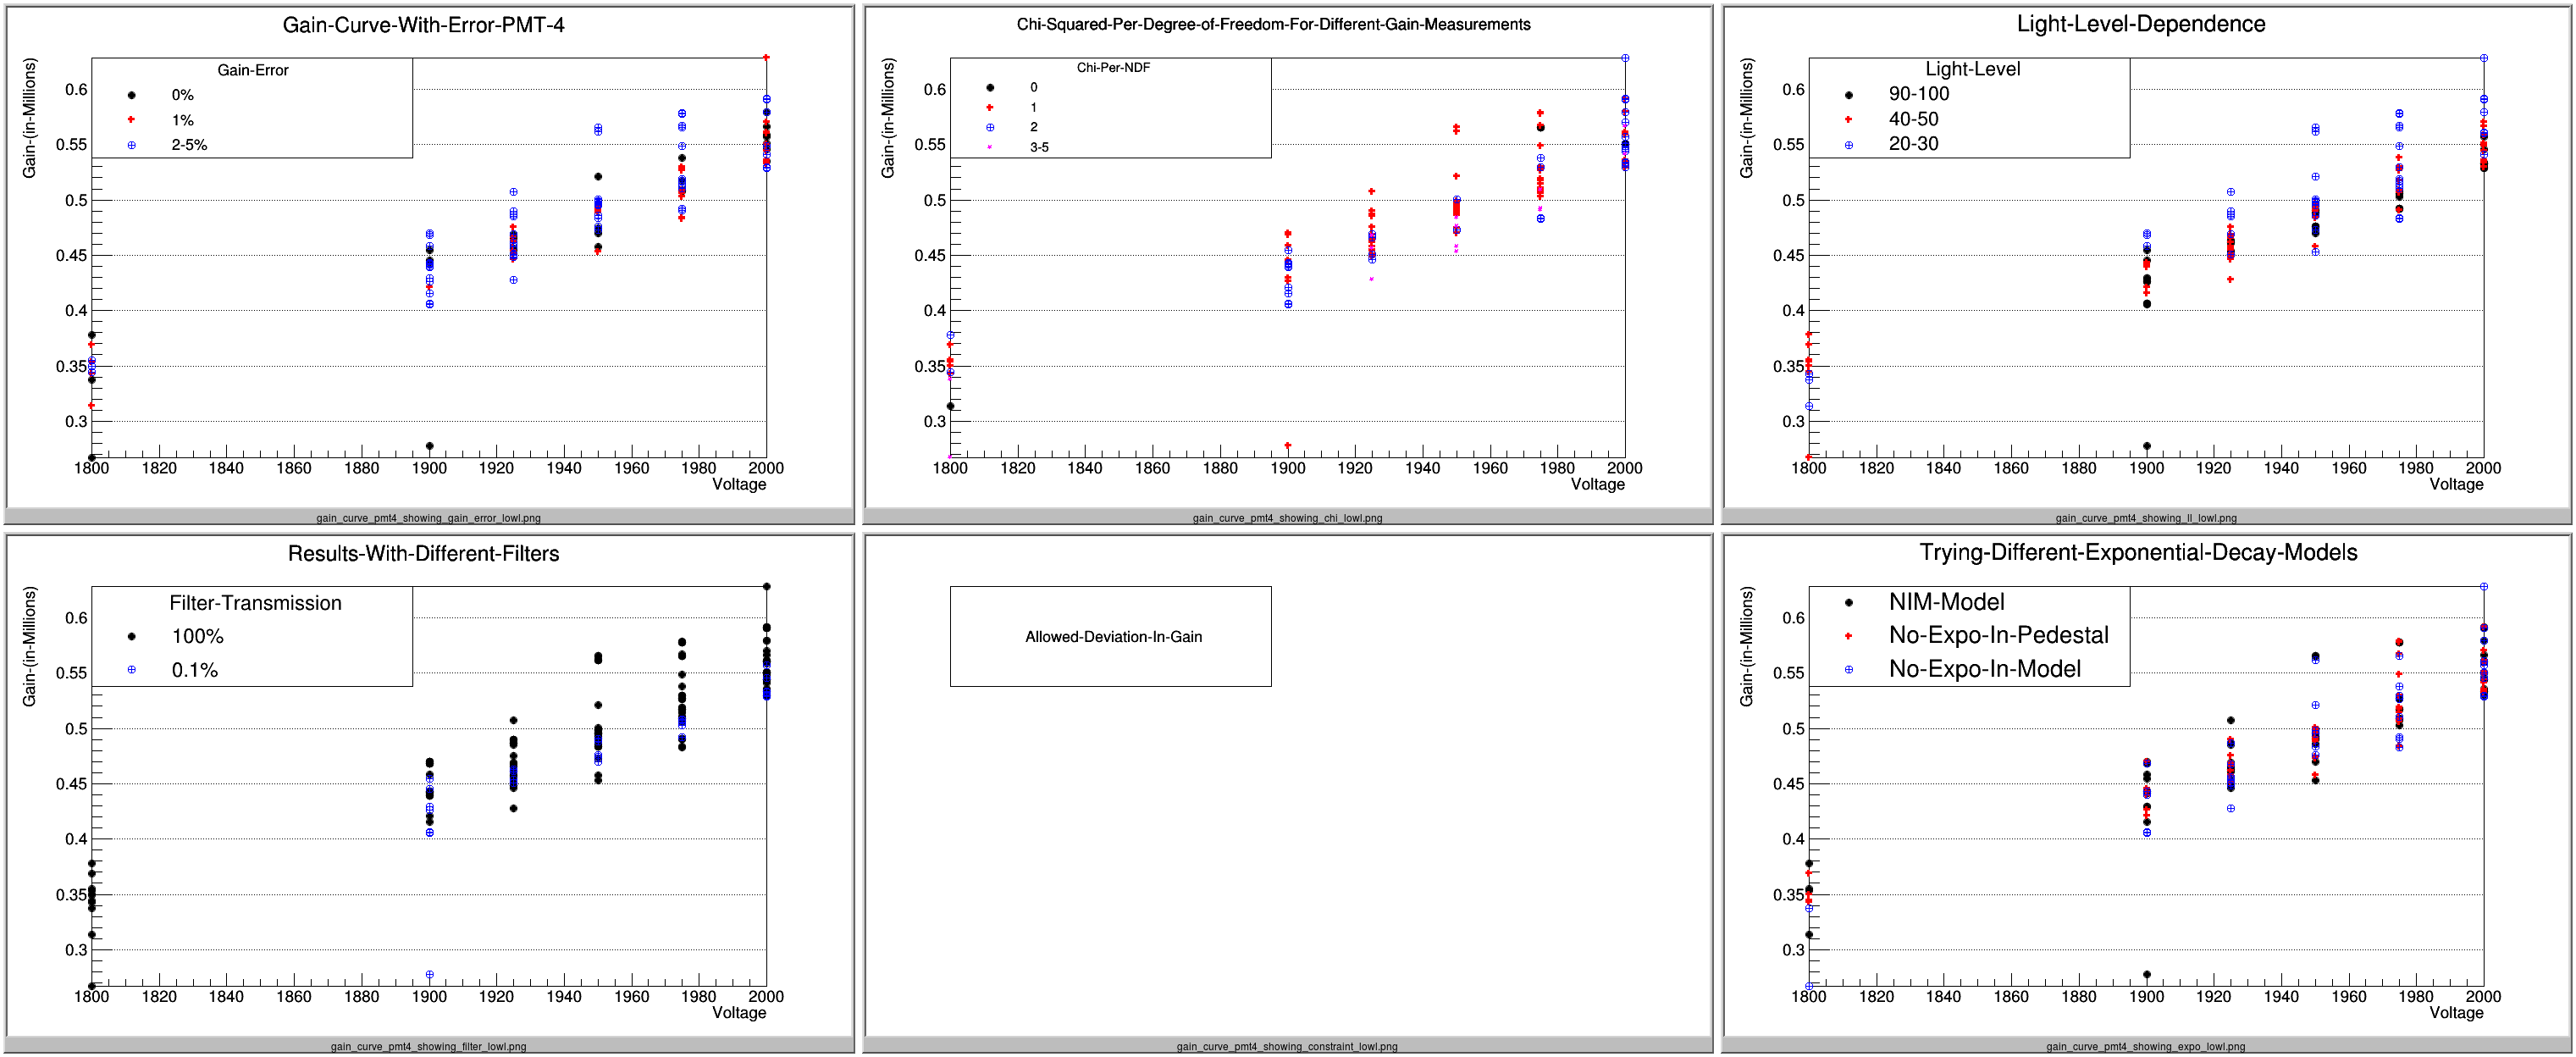 Gain-Curve-With-Error-PMT-4
Gain-(in-Millions)
Gain-Error
0%
1%
2-5%
0.6
0.55
0.5
0.45
0.4
0.35
0.3
1800 1820 1840 1860 1880 1900 1920 1940 1960 1980 2000
Voltage
gain_curve_pmt4_showing_gain_error_lowl.png
Chi-Squared-Per-Degree-of-Freedom-For-Different-Gain-Measurements
Gain-(in-Millions)
Chi-Per-NDF
0
1
2
3-5
0.6
0.55
0.5
0.45
0.4
0.35
0.3
1800 1820 1840 1860 1880 1900 1920 1940 1960 1980 2000
Voltage
gain_curve_pmt4_showing_chi_lowl.png
Light-Level-Dependence
Gain-(in-Millions)
Light-Level
90-100
40-50
20-30
0.6
0.55
0.5
0.45
0.4
0.35
0.3
1800 1820 1840 1860 1880 1900 1920 1940 1960 1980 2000
Voltage
gain_curve_pmt4_showing_ll_lowl.png
Results-With-Different-Filters
Gain-(in-Millions)
Filter-Transmission
100%
0.1%
0.6
0.55
0.5
0.45
0.4
0.35
0.3
1800 1820 1840 1860 1880 1900 1920 1940 1960 1980 2000
Voltage
gain_curve_pmt4_showing_filter_lowl.png
Allowed-Deviation-In-Gain
gain_curve_pmt4_showing_constraint_lowl.png
Trying-Different-Exponential-Decay-Models
Gain-(in-Millions)
NIM-Model
No-Expo-In-Pedestal
No-Expo-In-Model
0.6
0.55
0.5
0.45
0.4
0.35
0.3
1800 1820 1840 1860 1880 1900 1920 1940 1960 1980 2000
Voltage
gain_curve_pmt4_showing_expo_lowl.png